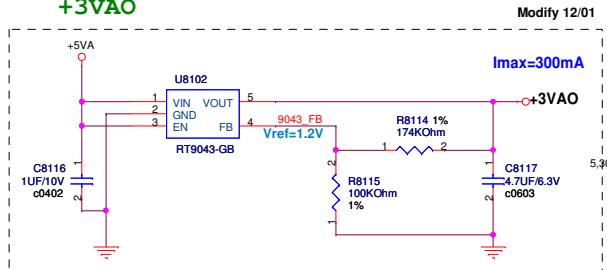 +3VAO
Modify 12/01
+5VA
Imax=300mA
U8102
1 VIN VOUT 5
+3VAO
2 GND
3 EN FB 4
9043_FB
Vref=1.2V
RT9043-GB
R8114 1%
174KOhm
1 2
C8116
1UF/10V
c0402
1
2
R8115
100KOhm
1%
2
1
C8117
4.7UF/6.3V
c0603
1
2